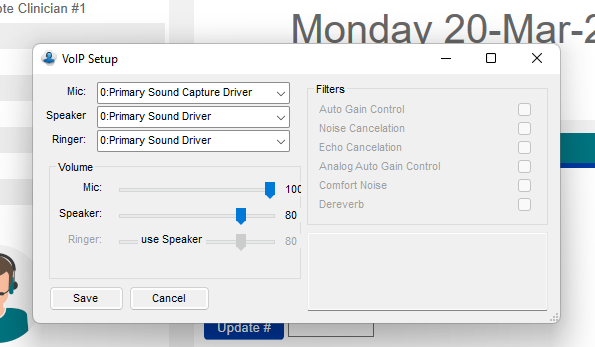 ote Clinician #1
Monday 20-Mar-2
VoIP Setup
Mic: 0:Primary Sound Capture Driver
Speaker 0:Primary Sound Driver
Ringer: 0:Primary Sound Driver
Volume
Mic: 100
Speaker: 80
Ringer: use Speaker 80
Save Cancel
Filters
Auto Gain Control
Noise Cancelation
Echo Cancelation
Analog Auto Gain Control
Comfort Noise
Dereverb
Update #